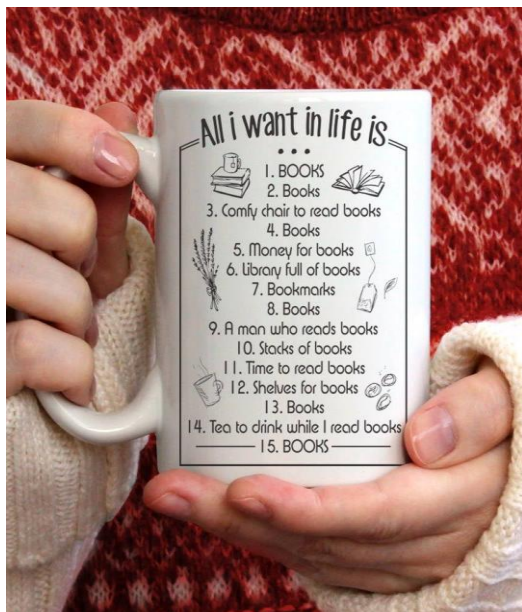 All i want in life is
...
1. BOOKS
2. Books
3. Comfy chair to read books
4. Books
5. Money for books
6. Library full of books
7. Bookmarks
8. Books
9. A man who reads books
10. Stacks of books
11. Time to read books
12. Shelves for books
13. Books
14. Tea to drink while I read books
15. BOOKS